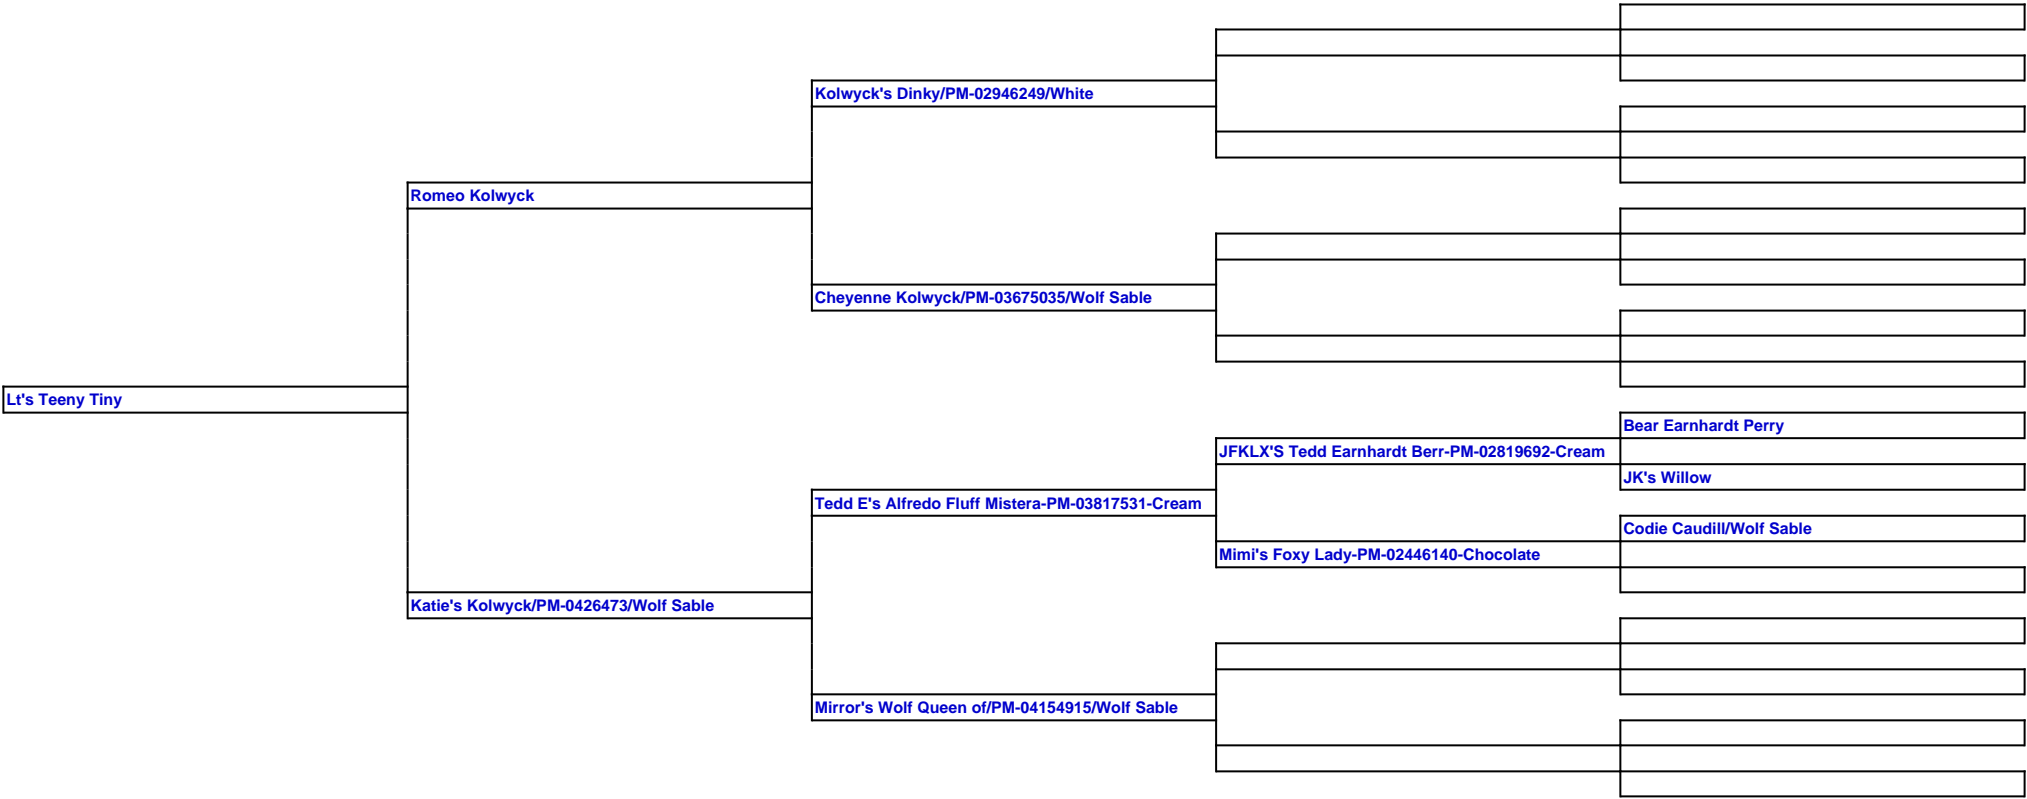 Kolwyck's Dinky/PM-02946249/White
Romeo Kolwyck
Cheyenne Kolwyck/PM-03675035/Wolf Sable
Lt's Teeny Tiny
Bear Earnhardt Perry
JFKLX'S Tedd Earnhardt Berr-PM-02819692-Cream
JK's Willow
Tedd E's Alfredo Fluff Mistera-PM-03817531-Cream
Codie Caudill/Wolf Sable
Mimi's Foxy Lady-PM-02446140-Chocolate
Katie's Kolwyck/PM-0426473/Wolf Sable
Mirror's Wolf Queen of/PM-04154915/Wolf Sable